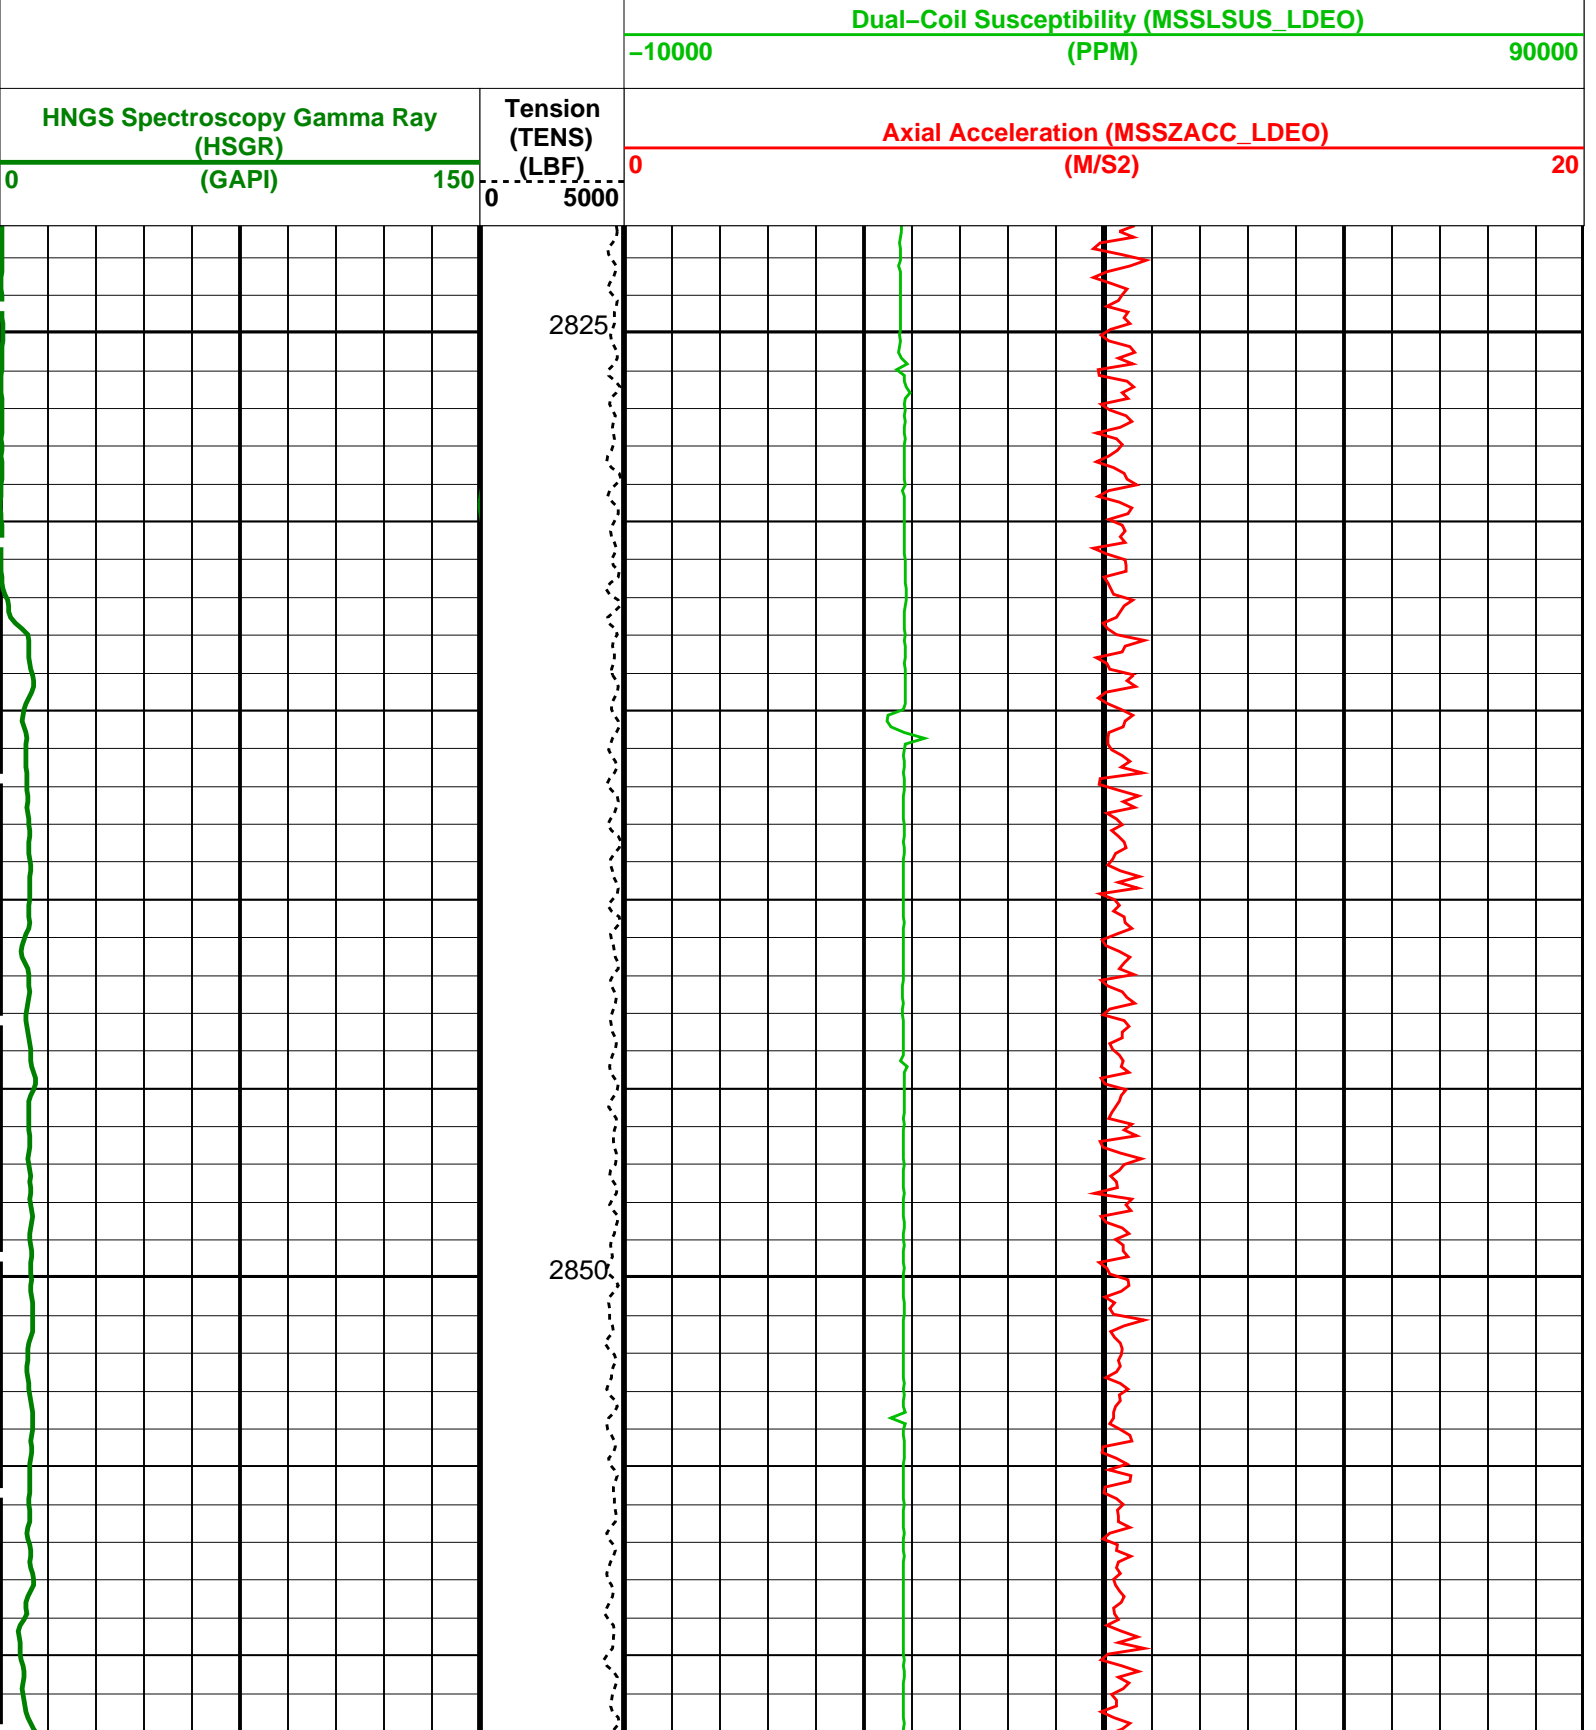 Dual−Coil Susceptibility (MSSLSUS_LDEO)
−10000 (PPM) 90000
HNGS Spectroscopy Gamma Ray
(HSGR)
0 (GAPI) 150
Tension
(TENS)
(LBF)
0 5000
Axial Acceleration (MSSZACC_LDEO)
0 (M/S2) 20
2825
2850